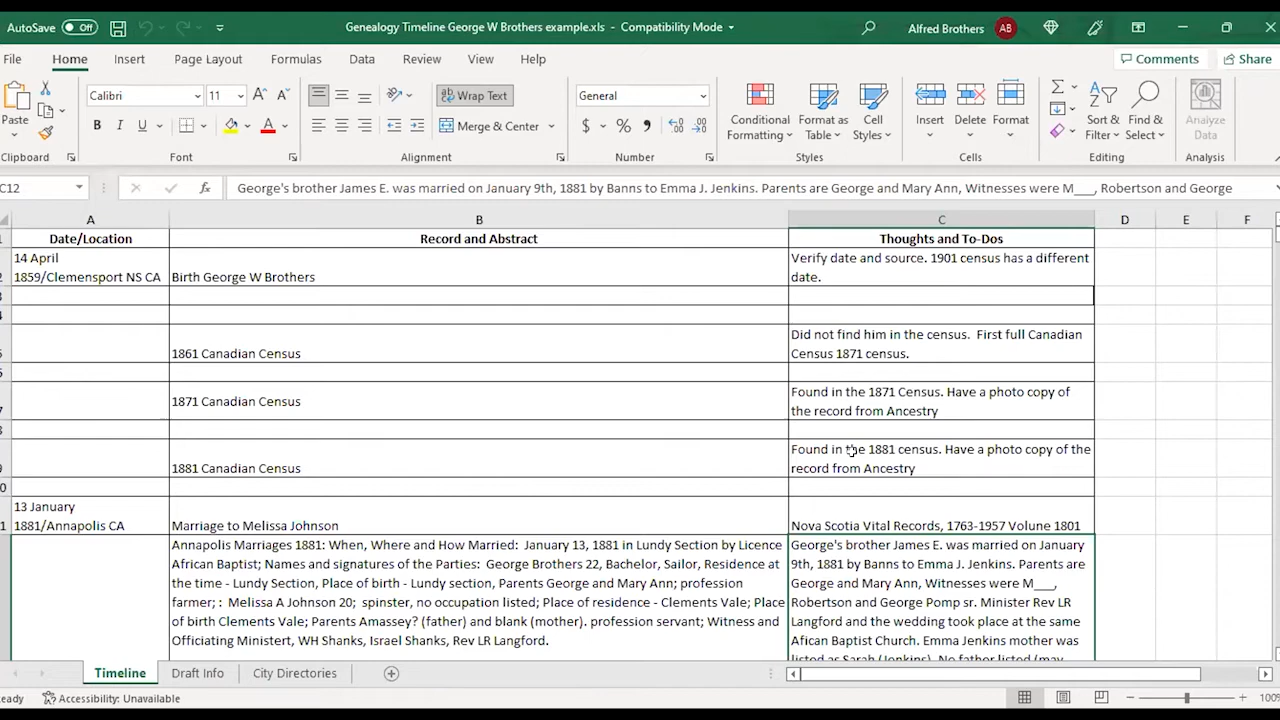 AutoSave Off Genealogy Timeline George W Brothers example.xls - Compatibility Mode Alfred Brothers AB
File Home Insert Page Layout Formulas Data Review View Help Comments Share
Paste Calibri 11 Wrap Text General Conditional Formatting Format as Table Cell Styles Insert Delete Format Sort & Filter Find & Select Analyze Data
B I U Merge & Center $ %
Clipboard Font Alignment Number Styles Cells Editing Analysis
C12 fx George's brother James E. was married on January 9th, 1881 by Banns to Emma J. Jenkins. Parents are George and Mary Ann, Witnesses were M___, Robertson and George
A B C D E F
Date/Location Record and Abstract Thoughts and To-Dos
14 April
1859/Clemensport NS CA
Birth George W Brothers
Verify date and source. 1901 census has a different
date.
1861 Canadian Census
Did not find him in the census. First full Canadian
Census 1871 census.
1871 Canadian Census
Found in the 1871 Census. Have a photo copy of
the record from Ancestry
1881 Canadian Census
Found in the 1881 census. Have a photo copy of the
record from Ancestry
13 January
1881/Annapolis CA
Marriage to Melissa Johnson
Nova Scotia Vital Records, 1763-1957 Volune 1801
Annapolis Marriages 1881: When, Where and How Married: January 13, 1881 in Lundy Section by Licence
African Baptist; Names and signatures of the Parties: George Brothers 22, Bachelor, Sailor, Residence at
the time - Lundy Section, Place of birth - Lundy section, Parents George and Mary Ann; profession
farmer; : Melissa A Johnson 20; spinster, no occupation listed; Place of residence - Clements Vale; Place
of birth Clements Vale; Parents Amassey? (father) and blank (mother). profession servant; Witness and
Officiating Ministert, WH Shanks, Israel Shanks, Rev LR Langford.
George's brother James E. was married on January
9th, 1881 by Banns to Emma J. Jenkins. Parents are
George and Mary Ann, Witnesses were M___,
Robertson and George Pomp sr. Minister Rev LR
Langford and the wedding took place at the same
Afican Baptist Church. Emma Jenkins mother was
listed as Sarah (Jenkins). No father listed (may
Timeline Draft Info City Directories
eady Accessibility: Unavailable 100%